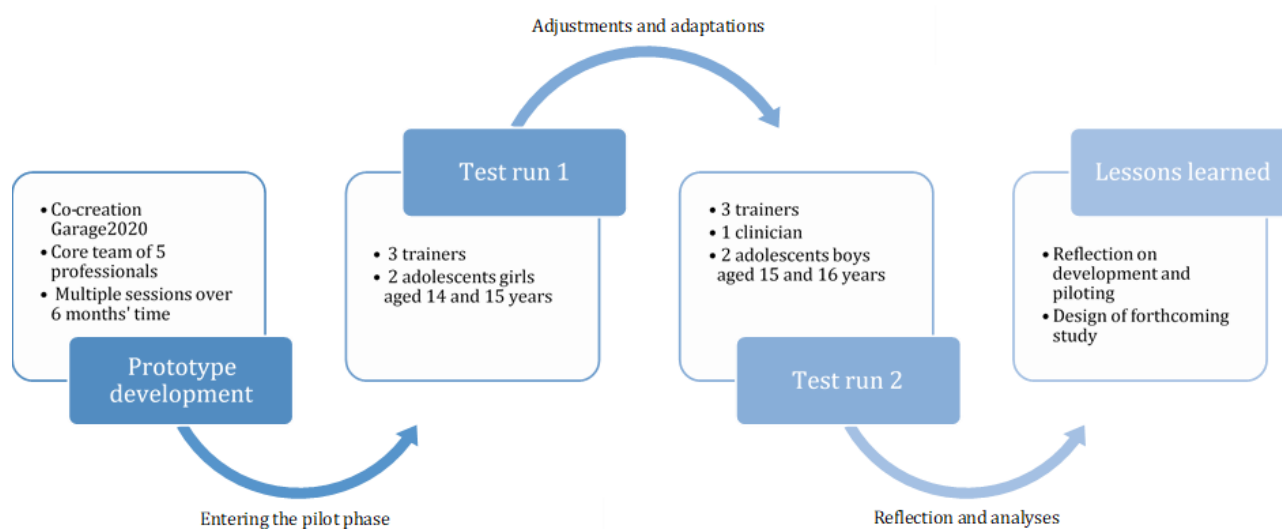 Adjustments and adaptations
• Co-creation
Garage2020
• Core team of 5
professionals
• Multiple sessions over
6 months' time
Prototype
development
Entering the pilot phase
Test run 1
• 3 trainers
• 2 adolescents girls
aged 14 and 15 years
• 3 trainers
• 1 clinician
• 2 adolescents boys
aged 15 and 16 years
Test run 2
Reflection and analyses
Lessons learned
• Reflection on
development and
piloting
• Design of forthcoming
study